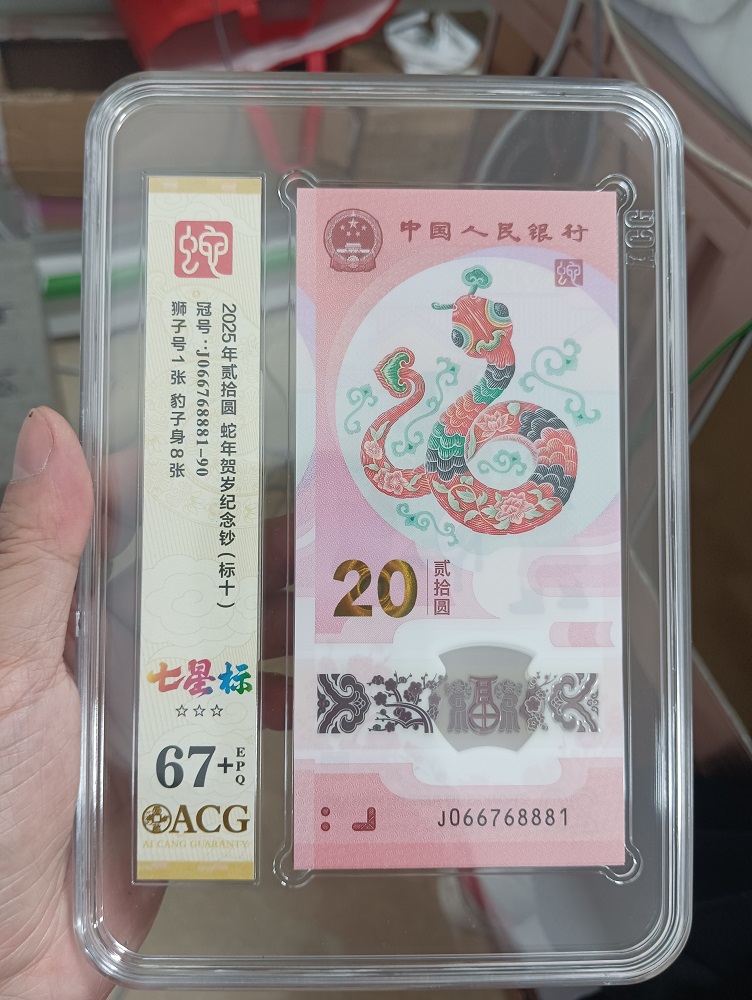 蛇
2025年贰拾圆 蛇年贺岁纪念钞(标十)
冠号:J066768881-90
狮子号1张 豹子身8张
七星标
☆☆☆
67+EPQ
ACG
AI CANG GUARANTY
中国人民银行
蛇
20
贰拾圆
J066768881